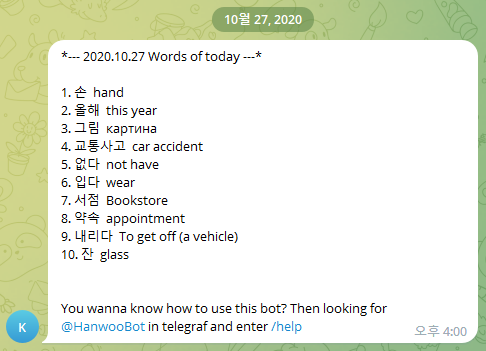 10월 27, 2020
*--- 2020.10.27 Words of today ---*
1. 손 hand
2. 올해 this year
3. 그림 картина
4. 교통사고 car accident
5. 없다 not have
6. 입다 wear
7. 서점 Bookstore
8. 약속 appointment
9. 내리다 To get off (a vehicle)
10. 잔 glass
You wanna know how to use this bot? Then looking for
@HanwooBot in telegraf and enter /help
K
오후 4:00